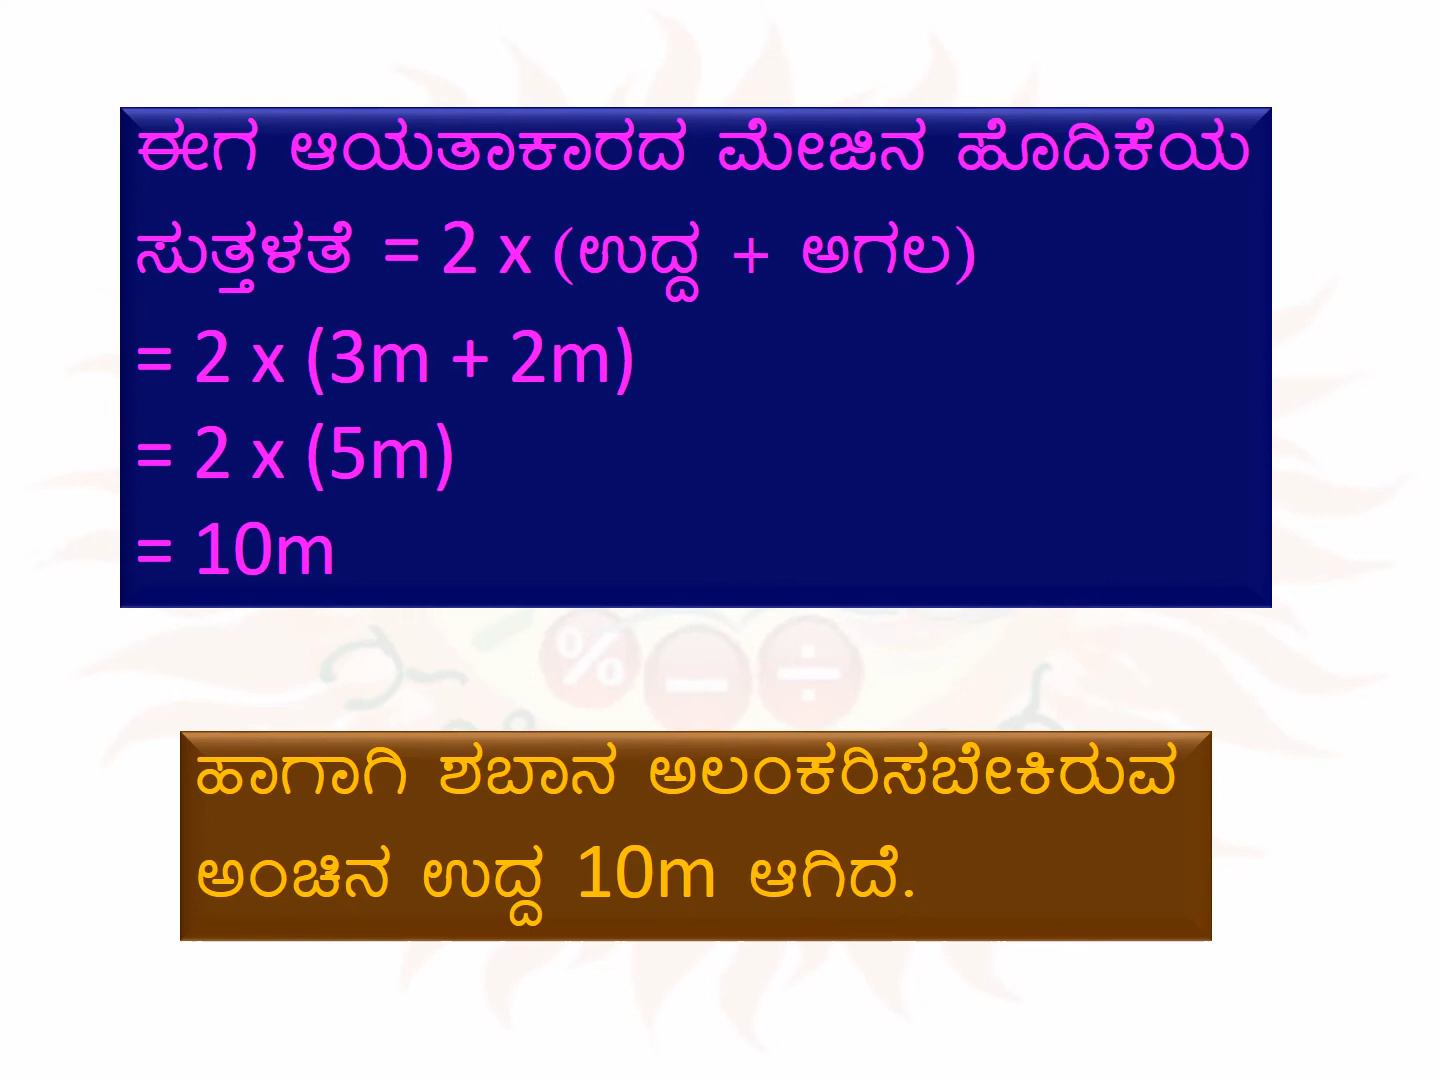 ಈಗ ಆಯತಾಕಾರದ ಮೇಜಿನ ಹೊದಿಕೆಯ
ಸುತ್ತಳತೆ = 2 x (ಉದ್ದ + ಅಗಲ)
= 2 x (3m + 2m)
= 2 x (5m)
= 10m
ಹಾಗಾಗಿ ಶಬಾನ ಅಲಂಕರಿಸಬೇಕಿರುವ
ಅಂಚಿನ ಉದ್ದ 10m ಆಗಿದೆ.